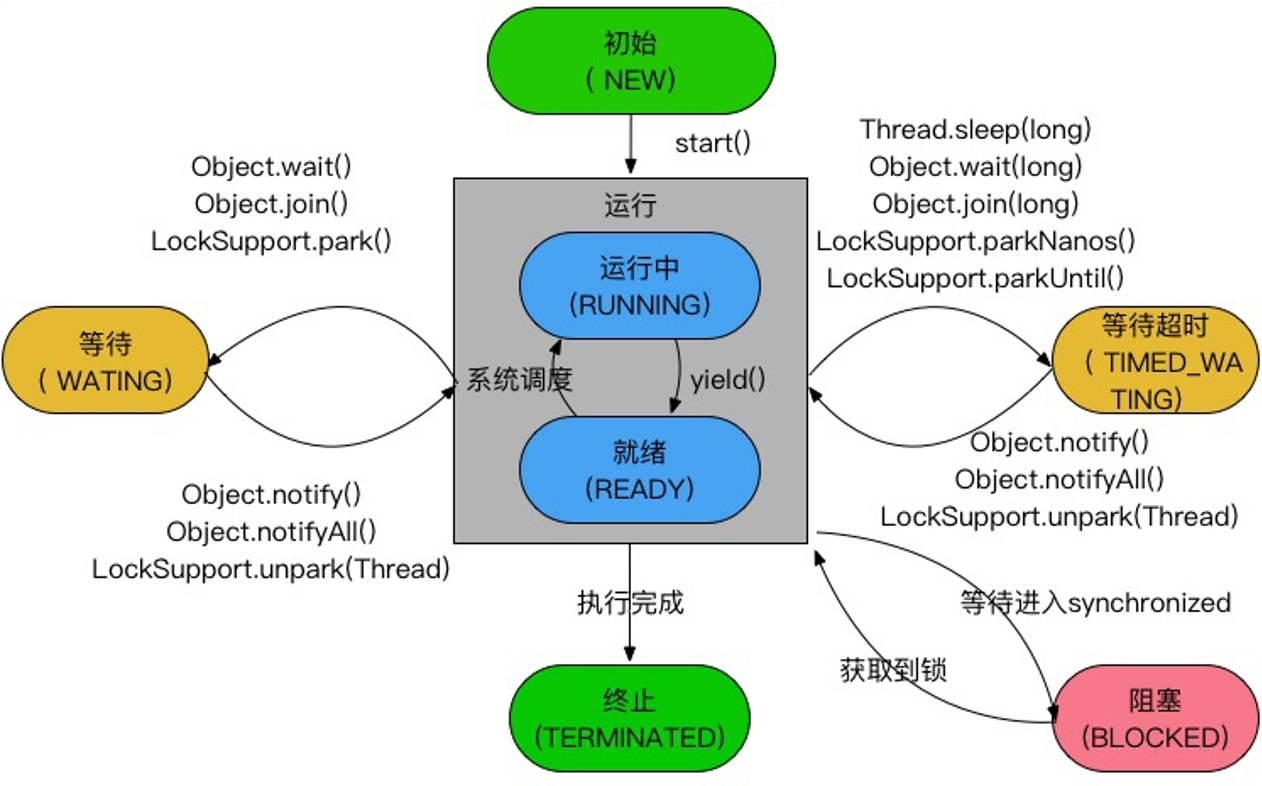 初始
( NEW)
start()
Object.wait()
Object.join()
LockSupport.park()
Thread.sleep(long)
Object.wait(long)
Object.join(long)
LockSupport.parkNanos()
LockSupport.parkUntil()
运行
运行中
(RUNNING)
等待
( WATING)
系统调度
yield()
等待超时
( TIMED_WA
TING)
就绪
(READY)
Object.notify()
Object.notifyAll()
LockSupport.unpark(Thread)
Object.notify()
Object.notifyAll()
LockSupport.unpark(Thread)
执行完成
等待进入synchronized
获取到锁
终止
(TERMINATED)
阻塞
(BLOCKED)